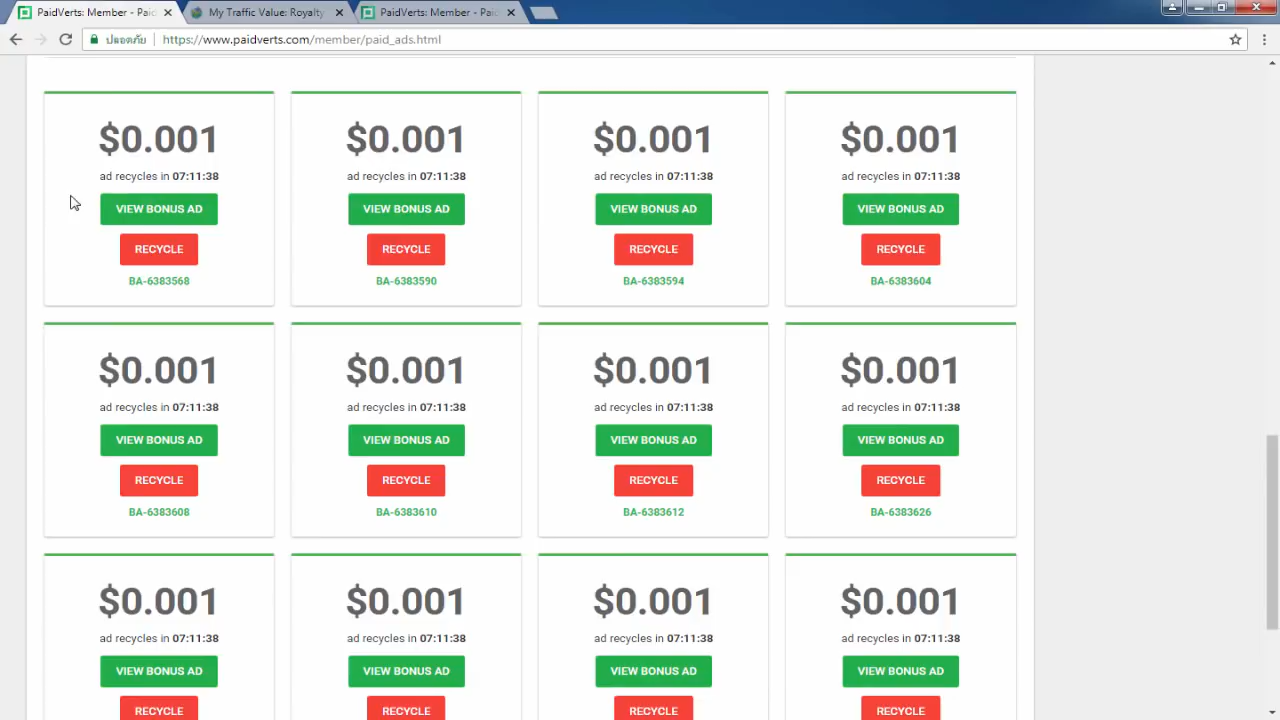 PaidVerts: Member - Paid
My Traffic Value: Royalty
PaidVerts: Member - Pai
ปลอดภัย
https://www.paidverts.com/member/paid_ads.html
$0.001 $0.001 $0.001 $0.001
ad recycles in 07:11:38 ad recycles in 07:11:38 ad recycles in 07:11:38 ad recycles in 07:11:38
VIEW BONUS AD VIEW BONUS AD VIEW BONUS AD VIEW BONUS AD
RECYCLE RECYCLE RECYCLE RECYCLE
BA-6383568 BA-6383590 BA-6383594 BA-6383604
$0.001 $0.001 $0.001 $0.001
ad recycles in 07:11:38 ad recycles in 07:11:38 ad recycles in 07:11:38 ad recycles in 07:11:38
VIEW BONUS AD VIEW BONUS AD VIEW BONUS AD VIEW BONUS AD
RECYCLE RECYCLE RECYCLE RECYCLE
BA-6383608 BA-6383610 BA-6383612 BA-6383626
$0.001 $0.001 $0.001 $0.001
ad recycles in 07:11:38 ad recycles in 07:11:38 ad recycles in 07:11:38 ad recycles in 07:11:38
VIEW BONUS AD VIEW BONUS AD VIEW BONUS AD VIEW BONUS AD
RECYCLE RECYCLE RECYCLE RECYCLE